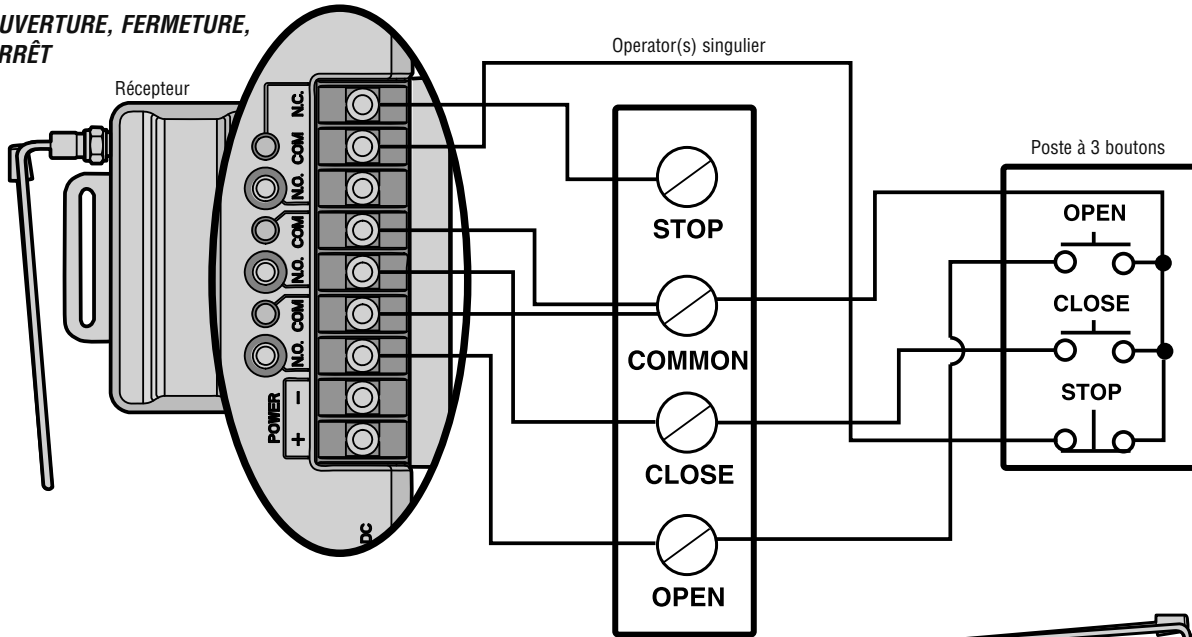 UVERTURE, FERMETURE,
RRÊT
Operator(s) singulier
Récepteur
Poste à 3 boutons
N.C.
COM
N.O.
COM
N.O.
COM
N.O.
POWER
- 
+
DC
STOP
COMMON
CLOSE
OPEN
OPEN
CLOSE
STOP